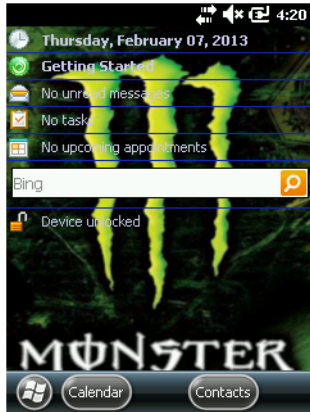 4:20
Thursday, February 07, 2013
Getting Started
No unread messages
No tasks
No upcoming appointments
Bing
Device unlocked
MONSTER
Calendar Contacts